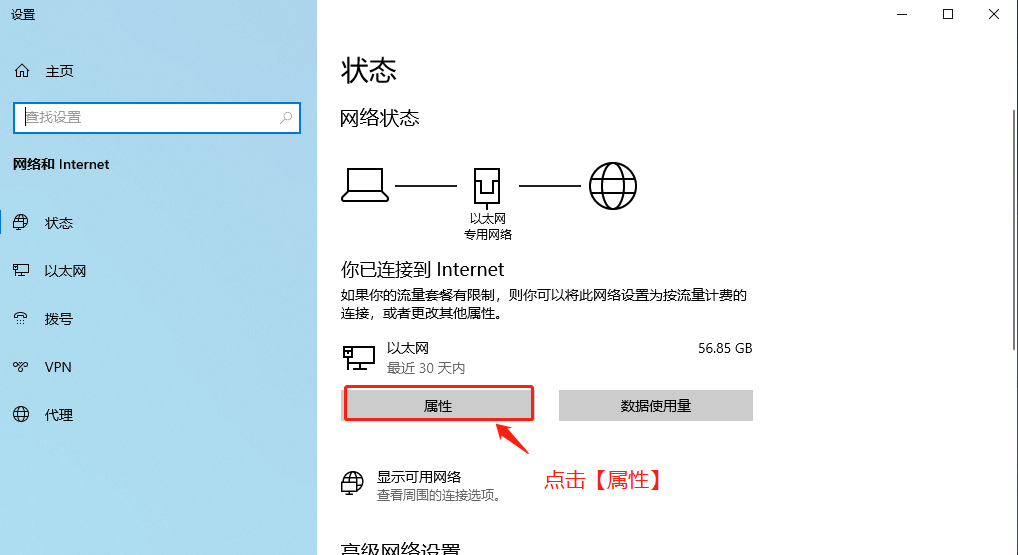 设置
主页
查找设置
网络和 Internet
状态
以太网
拨号
VPN
代理
状态
网络状态
以太网
专用网络
你已连接到 Internet
如果你的流量套餐有限制，则你可以将此网络设置为按流量计费的
连接，或者更改其他属性。
以太网
56.85 GB
最近 30 天内
属性
数据使用量
点击【属性】
显示可用网络
查看周围的连接选项。
高级网络设置